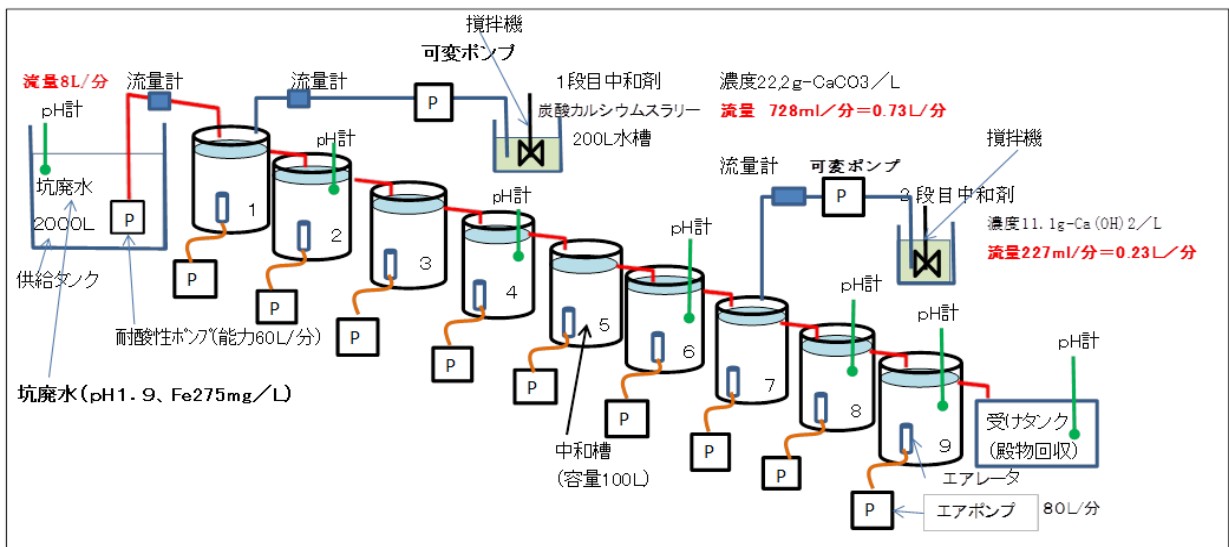 撹拌機
可変ポンプ
流量8L/分
流量計
流量計
P
1段目中和剤
炭酸カルシウムスラリー
200L水槽
濃度22,2g-CaCO3/L
流量 728ml/分=0.73L/分
撹拌機
pH計
pH計
流量計
可変ポンプ
P
2段目中和剤
濃度11.1g-Ca(OH)2/L
流量227ml/分=0.23L/分
坑廃水
2000L
P
供給タンク
耐酸性ポンプ(能力60L/分)
坑廃水(pH1.9、Fe275mg/L)
1
2
3
4
5
6
7
8
9
pH計
pH計
pH計
pH計
pH計
P
P
P
P
P
P
P
P
P
中和槽
(容量100L)
受けタンク
(殿物回収)
エアレータ
エアポンプ
80L/分